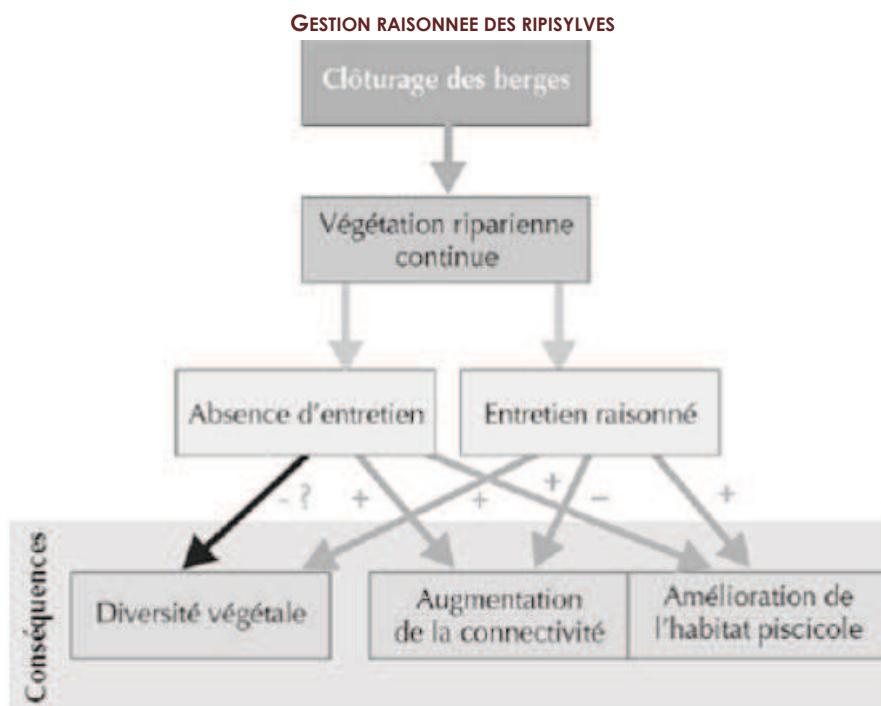 GESTION RAISONNEE DES RIPISYLVES
Clôturage des berges
Végétation riparienne
continue
Absence d'entretien
Entretien raisonné
- ?
+
+
+
−
+
Conséquences
Diversité végétale
Augmentation
de la connectivité
Amélioration de
l'habitat piscicole